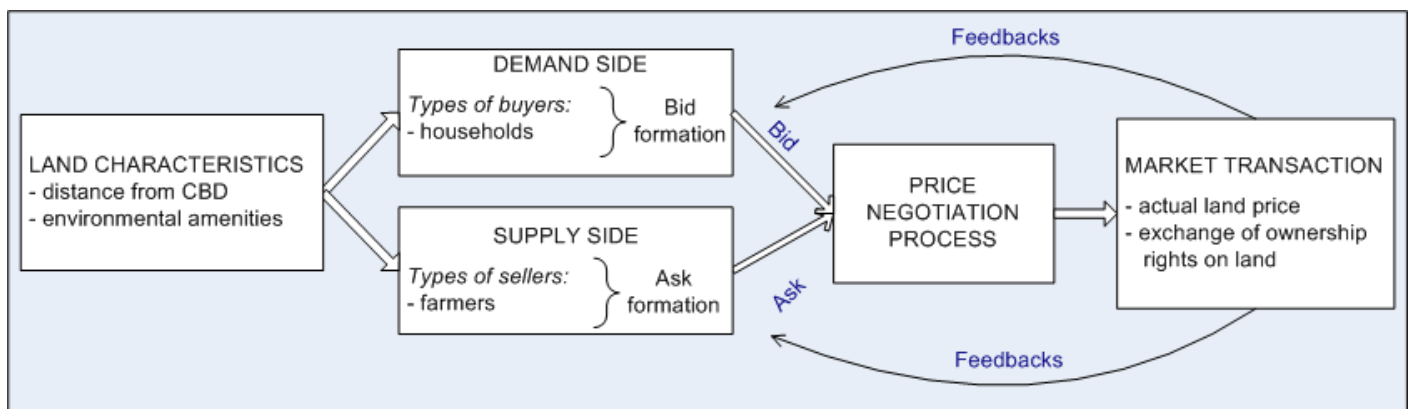 LAND CHARACTERISTICS
- distance from CBD
- environmental amenities
DEMAND SIDE
Types of buyers:
- households
Bid
formation
SUPPLY SIDE
Types of sellers:
- farmers
Ask
formation
Bid
Ask
PRICE
NEGOTIATION
PROCESS
Feedbacks
MARKET TRANSACTION
- actual land price
- exchange of ownership
rights on land
Feedbacks